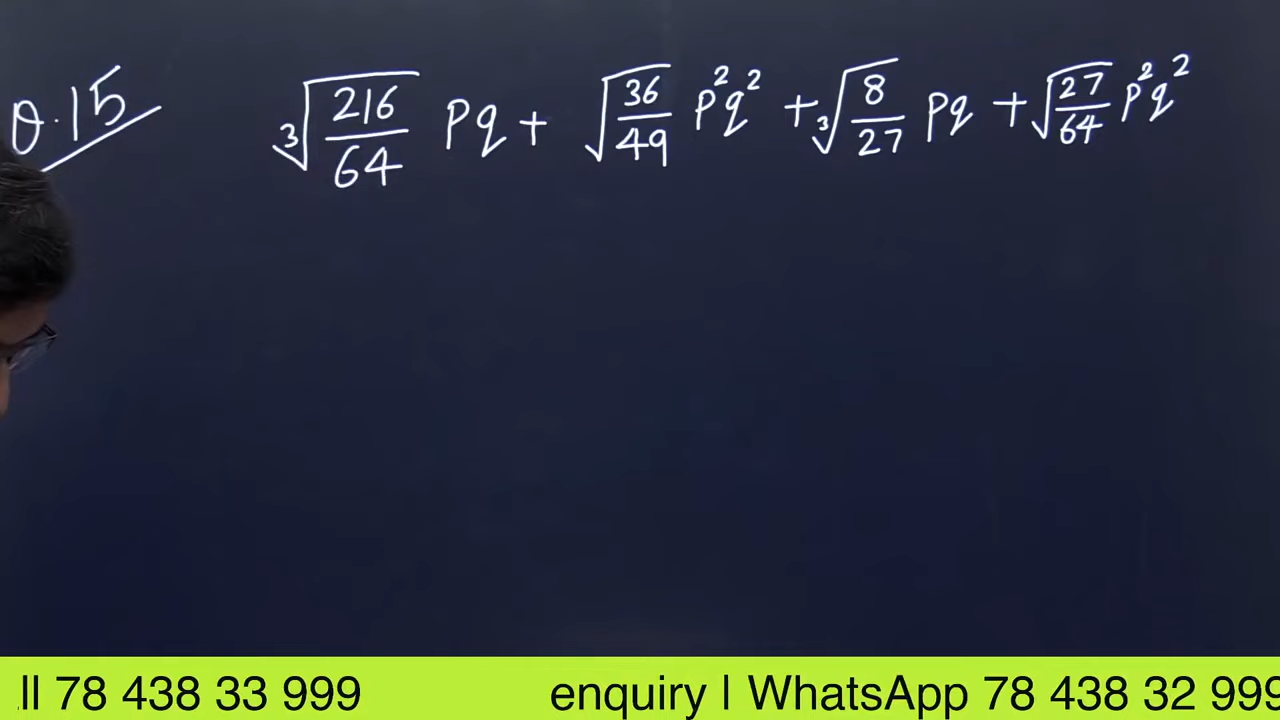 Q.15 ∛(216/64) pq + √(36/49) p²q² + ∛(8/27) pq + √(27/64) p²q²
ll 78 438 33 999 enquiry | WhatsApp 78 438 32 999